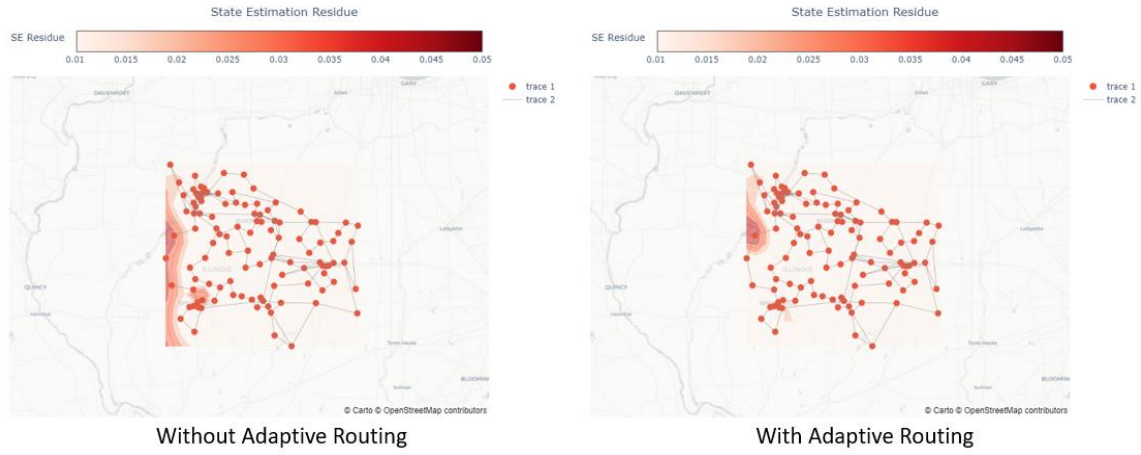 State Estimation Residue
SE Residue
0.01 0.015 0.02 0.025 0.03 0.035 0.04 0.045 0.05
trace 1
trace 2
DAVENPORT
Joliet
GARY
Lafayette
ILLINOIS
QUINCY
Hannibal
Terre Haute
Sullivan
© Carto © OpenStreetMap contributors
Without Adaptive Routing
State Estimation Residue
SE Residue
0.01 0.015 0.02 0.025 0.03 0.035 0.04 0.045 0.05
trace 1
trace 2
DAVENPORT
Joliet
GARY
Lafayette
ILLINOIS
QUINCY
Hannibal
Terre Haute
Sullivan
© Carto © OpenStreetMap contributors
With Adaptive Routing